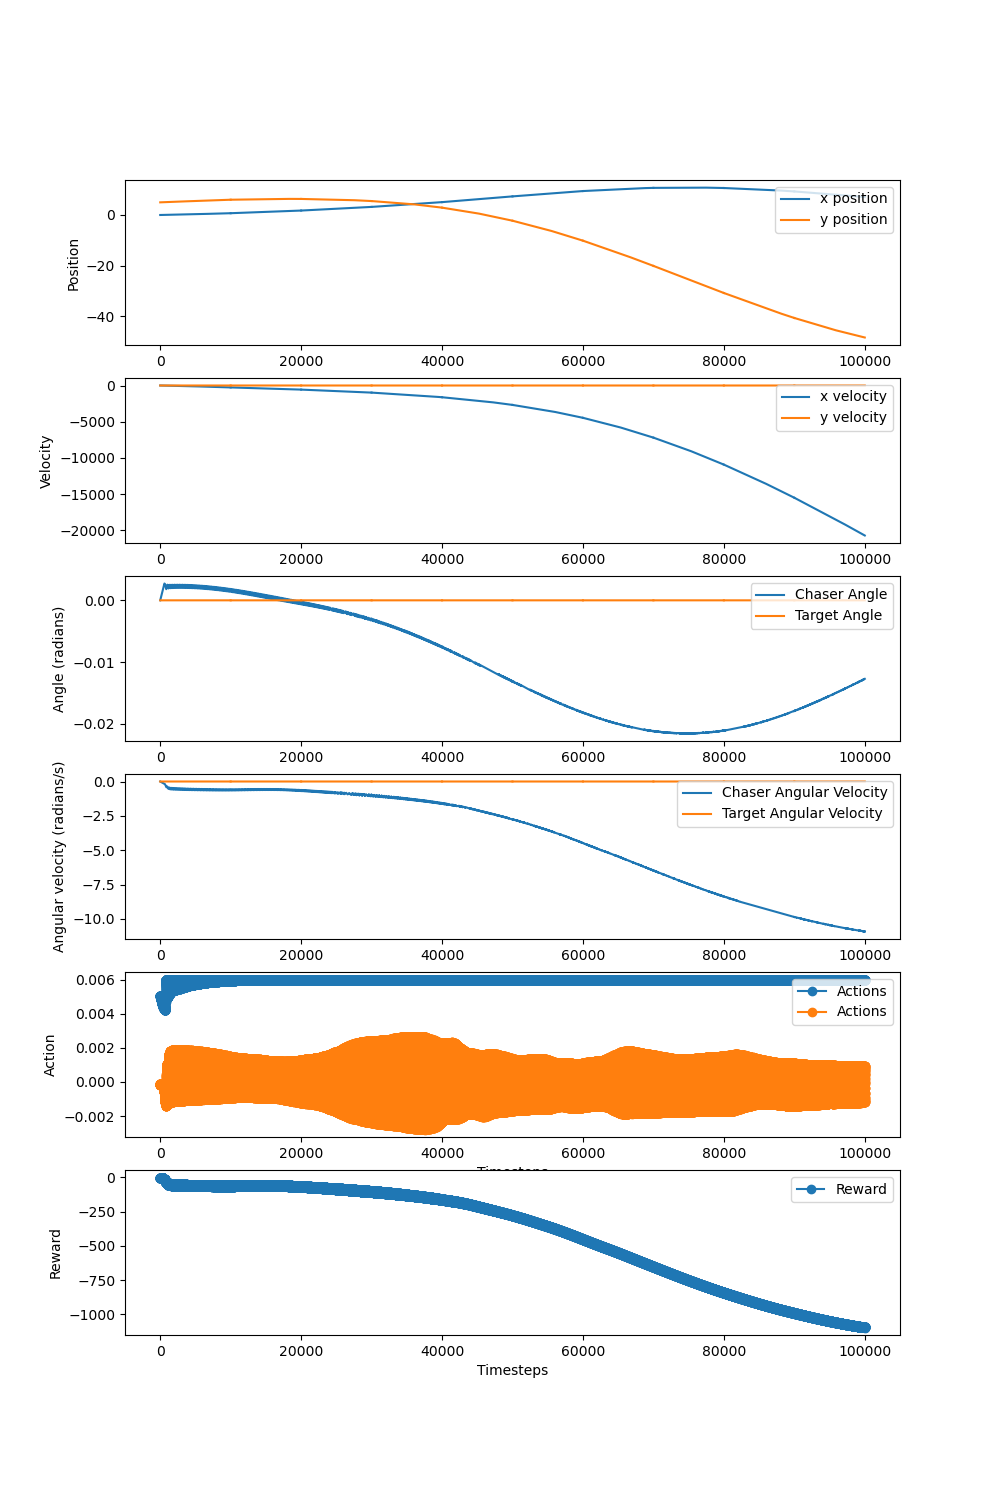 Position
0
−20
−40
x position
y position
0 20000 40000 60000 80000 100000
Velocity
0
−5000
−10000
−15000
−20000
x velocity
y velocity
0 20000 40000 60000 80000 100000
Angle (radians)
0.00
−0.01
−0.02
Chaser Angle
Target Angle
0 20000 40000 60000 80000 100000
Angular velocity (radians/s)
0.0
−2.5
−5.0
−7.5
−10.0
Chaser Angular Velocity
Target Angular Velocity
0 20000 40000 60000 80000 100000
Action
0.006
0.004
0.002
0.000
−0.002
Actions
Actions
0 20000 40000 60000 80000 100000
Timesteps
Reward
0
−250
−500
−750
−1000
Reward
0 20000 40000 60000 80000 100000
Timesteps